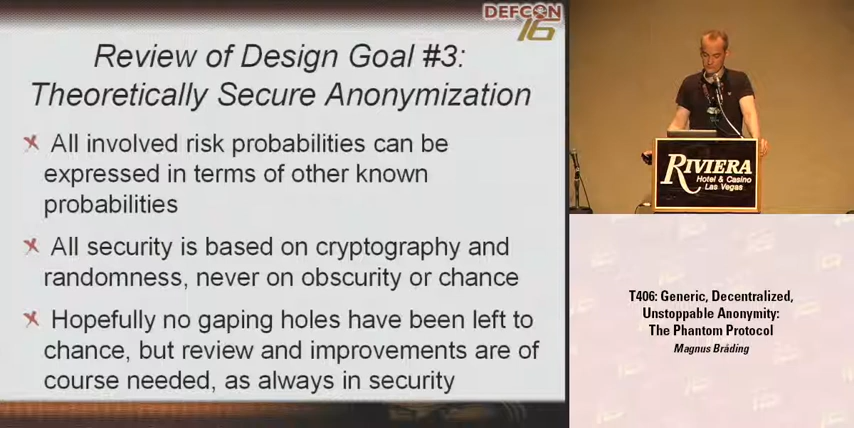 DEFCON
16
Review of Design Goal #3:
Theoretically Secure Anonymization
All involved risk probabilities can be
expressed in terms of other known
probabilities
All security is based on cryptography and
randomness, never on obscurity or chance
Hopefully no gaping holes have been left to
chance, but review and improvements are of
course needed, as always in security
RIVIERA
Hotel & Casino
Las Vegas
T406: Generic, Decentralized,
Unstoppable Anonymity:
The Phantom Protocol
Magnus Bråding